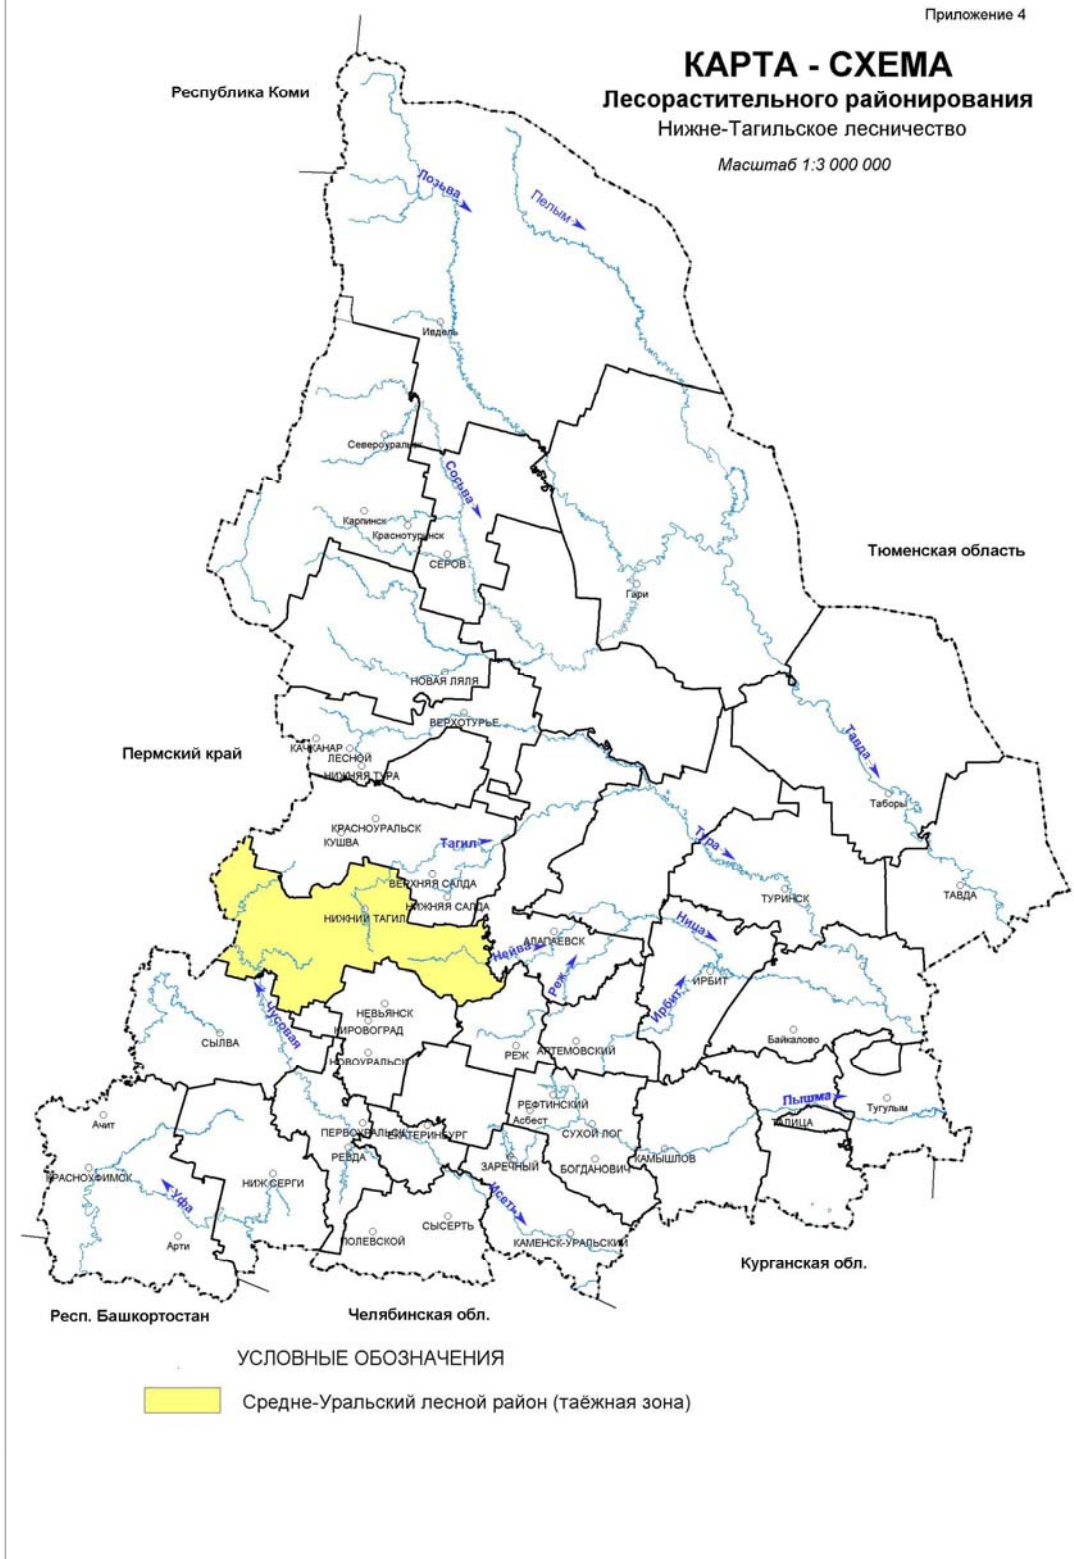 Приложение 4
КАРТА - СХЕМА
Лесорастительного районирования
Нижне-Тагильское лесничество
Масштаб 1:3 000 000
Республика Коми
Лозьва
Пелым
Ивдель
Североуральск
Сосьва
Карпинск
Краснотурьинск
СЕРОВ
Тюменская область
Гари
НОВАЯ ЛЯЛЯ
ВЕРХОТУРЬЕ
Пермский край
КАЧКАНАР
ЛЕСНОЙ
НИЖНЯЯ ТУРА
Тавда
Таборы
КРАСНОУРАЛЬСК
КУШВА
Тагил
Тура
ВЕРХНЯЯ САЛДА
НИЖНЯЯ САЛДА
ТУРИНСК
ТАВДА
НИЖНИЙ ТАГИЛ
Ница
Нейва
АЛАПАЕВСК
Реж
Ирбит
ИРБИТ
Чусовая
НЕВЬЯНСК
КИРОВОГРАД
СЫЛВА
НОВОУРАЛЬСК
РЕЖ
АРТЕМОВСКИЙ
Байкалово
Ачит
РЕФТИНСКИЙ
Асбест
Пышма
Тугулым
ТАЛИЦА
ПЕРВОУРАЛЬСК
ЕКАТЕРИНБУРГ
СУХОЙ ЛОГ
РЕВДА
ЗАРЕЧНЫЙ
БОГДАНОВИЧ
КАМЫШЛОВ
КРАСНОУФИМСК
Уфа
НИЖ.СЕРГИ
Исеть
СЫСЕРТЬ
Арти
ПОЛЕВСКОЙ
КАМЕНСК-УРАЛЬСКИЙ
Курганская обл.
Респ. Башкортостан
Челябинская обл.
УСЛОВНЫЕ ОБОЗНАЧЕНИЯ
Средне-Уральский лесной район (таёжная зона)